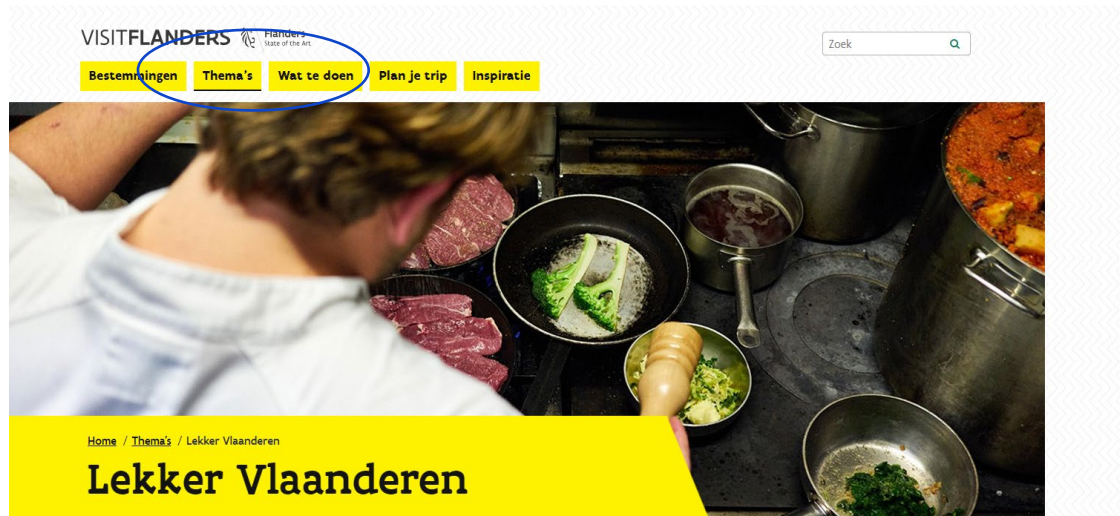 VISITFLANDERS Flanders
State of the Art
Zoek
Bestemmingen Thema's Wat te doen Plan je trip Inspiratie
Home / Thema's / Lekker Vlaanderen
Lekker Vlaanderen